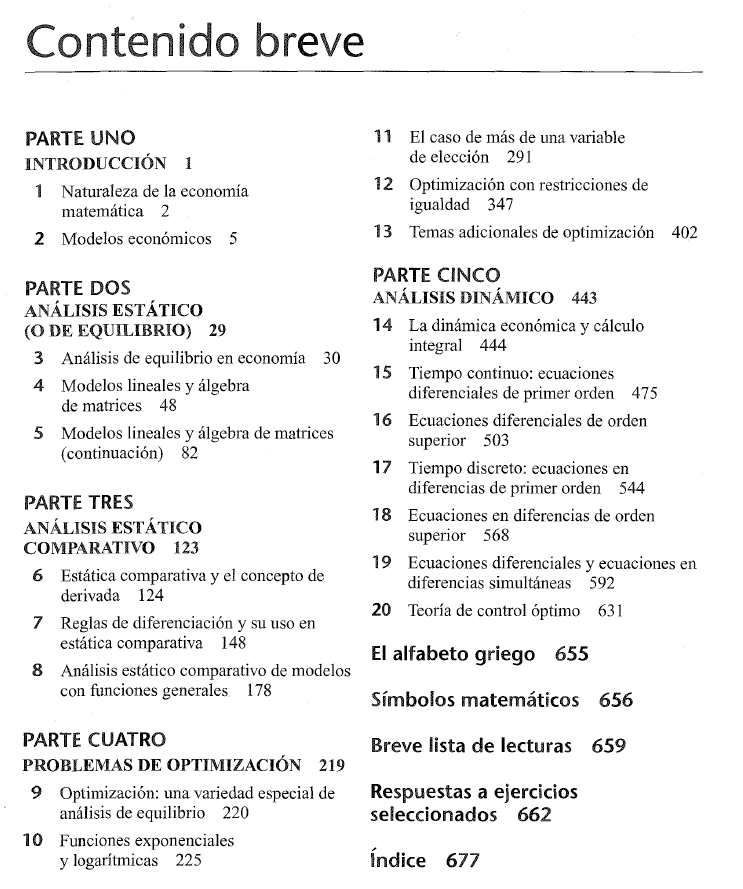 Contenido breve
PARTE UNO
INTRODUCCIÓN 1
1 Naturaleza de la economía
matemática 2
2 Modelos económicos 5
PARTE DOS
ANÁLISIS ESTÁTICO
(O DE EQUILIBRIO) 29
3 Análisis de equilibrio en economía 30
4 Modelos lineales y álgebra
de matrices 48
5 Modelos lineales y álgebra de matrices
(continuación) 82
PARTE TRES
ANÁLISIS ESTÁTICO
COMPARATIVO 123
6 Estática comparativa y el concepto de
derivada 124
7 Reglas de diferenciación y su uso en
estática comparativa 148
8 Análisis estático comparativo de modelos
con funciones generales 178
PARTE CUATRO
PROBLEMAS DE OPTIMIZACIÓN 219
9 Optimización: una variedad especial de
análisis de equilibrio 220
10 Funciones exponenciales
y logarítmicas 225
11 El caso de más de una variable
de elección 291
12 Optimización con restricciones de
igualdad 347
13 Temas adicionales de optimización 402
PARTE CINCO
ANÁLISIS DINÁMICO 443
14 La dinámica económica y cálculo
integral 444
15 Tiempo continuo: ecuaciones
diferenciales de primer orden 475
16 Ecuaciones diferenciales de orden
superior 503
17 Tiempo discreto: ecuaciones en
diferencias de primer orden 544
18 Ecuaciones en diferencias de orden
superior 568
19 Ecuaciones diferenciales y ecuaciones en
diferencias simultáneas 592
20 Teoría de control óptimo 631
El alfabeto griego 655
Símbolos matemáticos 656
Breve lista de lecturas 659
Respuestas a ejercicios
seleccionados 662
Índice 677